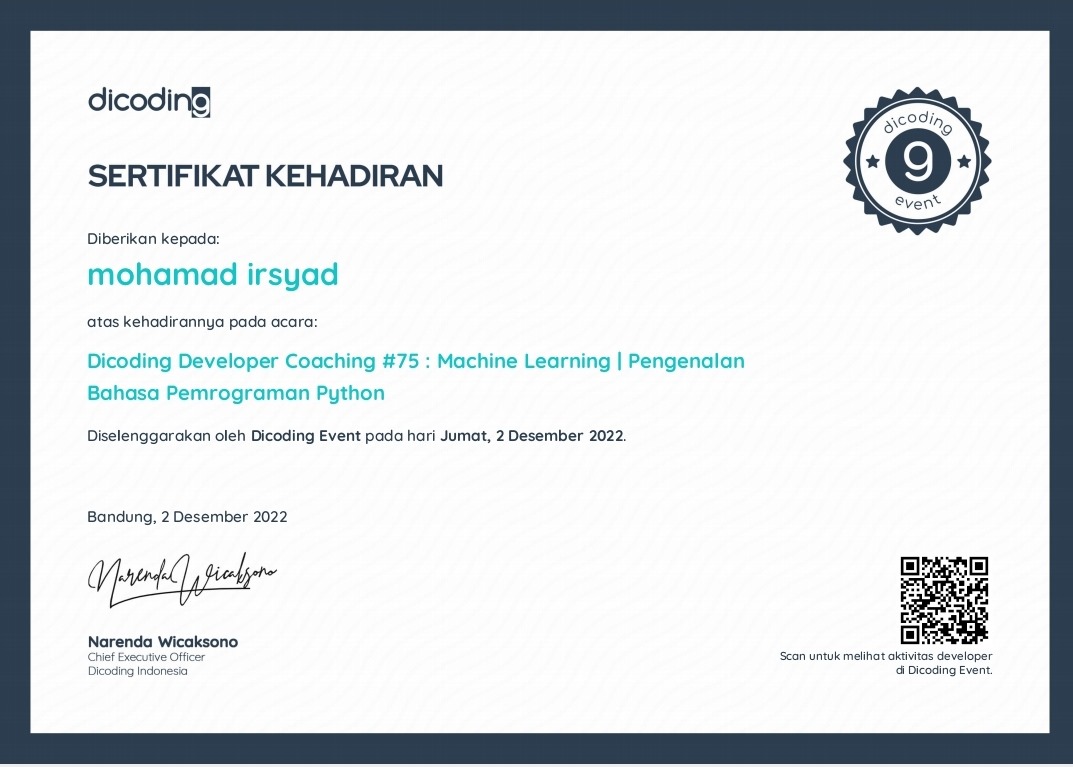 dicoding
dicoding
g
event
SERTIFIKAT KEHADIRAN
Diberikan kepada:
mohamad irsyad
atas kehadirannya pada acara:
Dicoding Developer Coaching #75 : Machine Learning | Pengenalan
Bahasa Pemrograman Python
Diselenggarakan oleh Dicoding Event pada hari Jumat, 2 Desember 2022.
Bandung, 2 Desember 2022
Narenda Wicaksono
Narenda Wicaksono
Chief Executive Officer
Dicoding Indonesia
Scan untuk melihat aktivitas developer
di Dicoding Event.